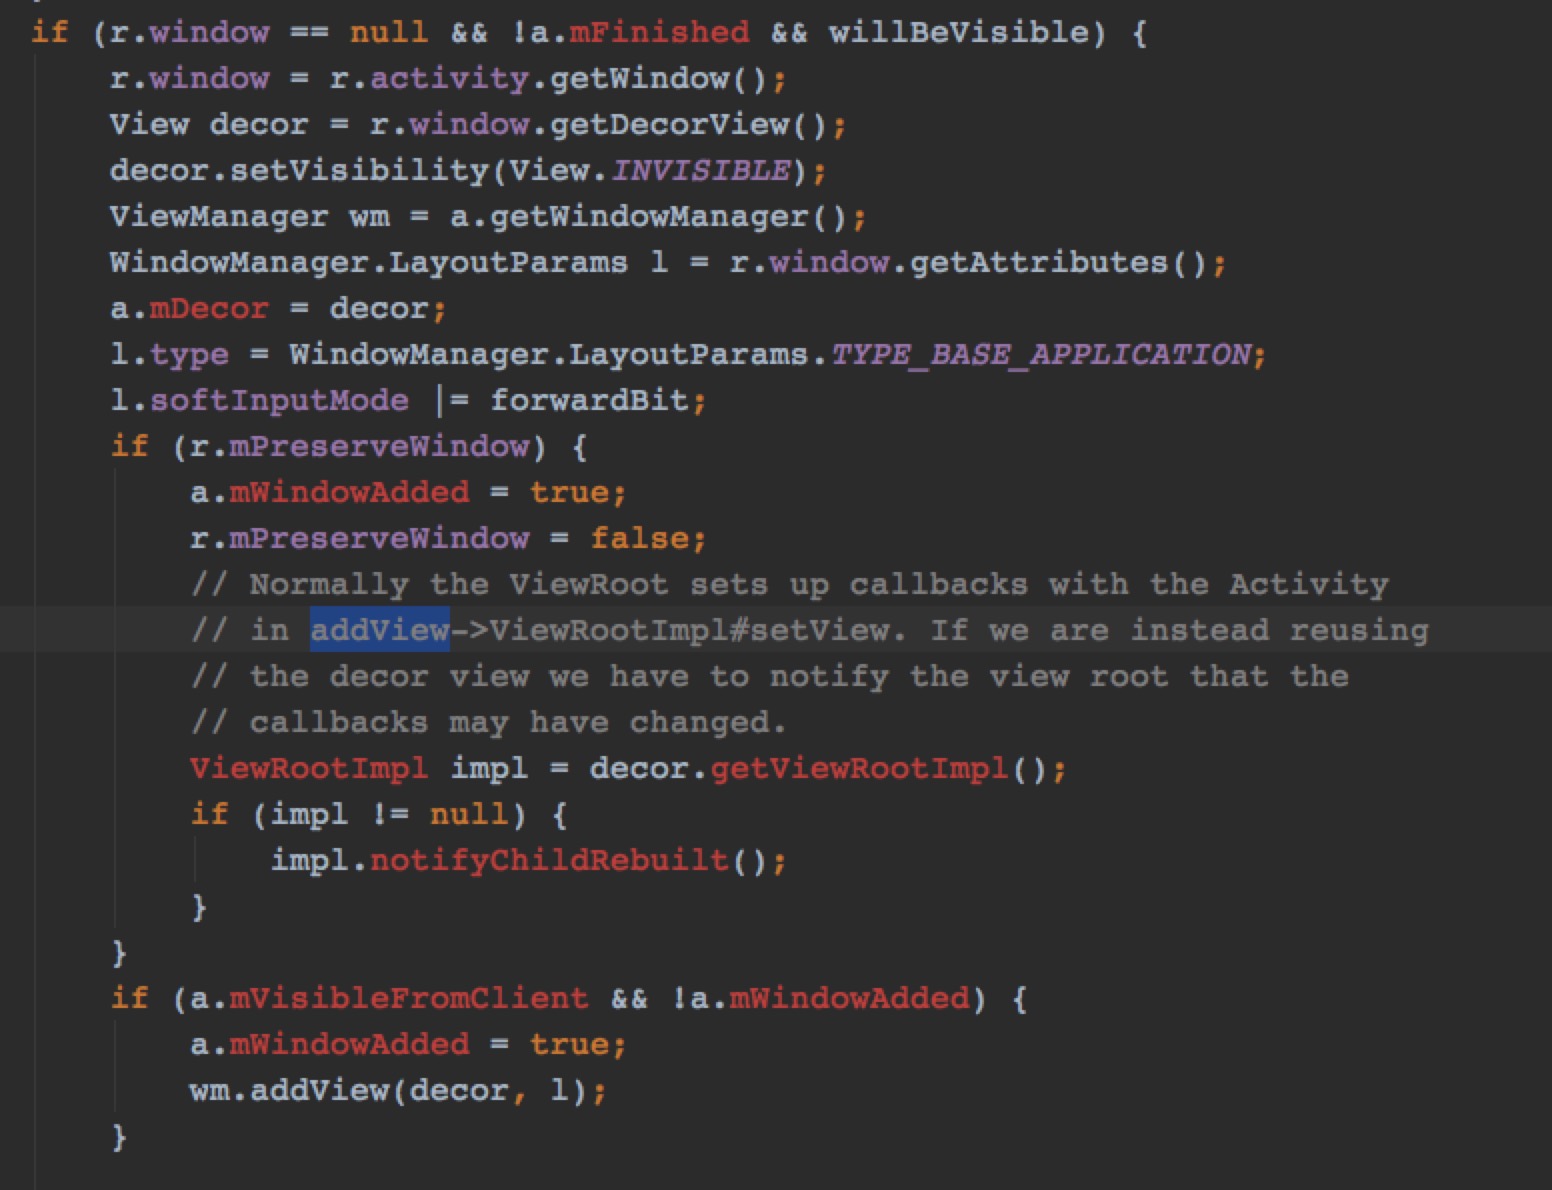 if (r.window == null && !a.mFinished && willBeVisible) {
    r.window = r.activity.getWindow();
    View decor = r.window.getDecorView();
    decor.setVisibility(View.INVISIBLE);
    ViewManager wm = a.getWindowManager();
    WindowManager.LayoutParams l = r.window.getAttributes();
    a.mDecor = decor;
    l.type = WindowManager.LayoutParams.TYPE_BASE_APPLICATION;
    l.softInputMode |= forwardBit;
    if (r.mPreserveWindow) {
        a.mWindowAdded = true;
        r.mPreserveWindow = false;
        // Normally the ViewRoot sets up callbacks with the Activity
        // in addView->ViewRootImpl#setView. If we are instead reusing
        // the decor view we have to notify the view root that the
        // callbacks may have changed.
        ViewRootImpl impl = decor.getViewRootImpl();
        if (impl != null) {
            impl.notifyChildRebuilt();
        }
    }
    if (a.mVisibleFromClient && !a.mWindowAdded) {
        a.mWindowAdded = true;
        wm.addView(decor, l);
    }